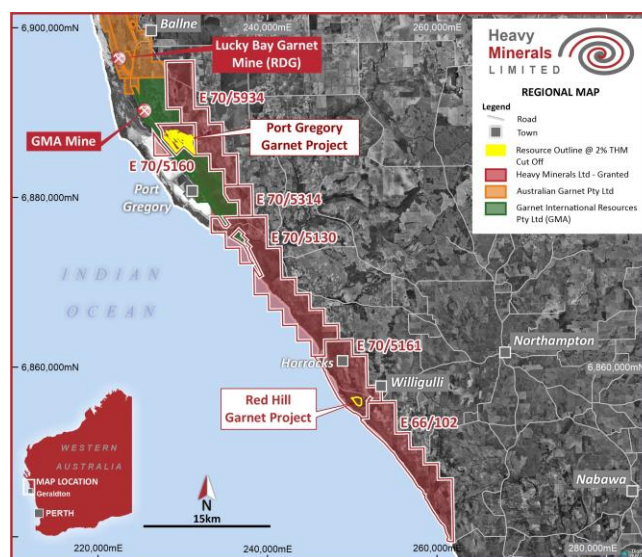 6,900,000mN
Ballne
240,000mE
260,000mE
Lucky Bay Garnet
Mine (RDG)
Heavy
Minerals
LIMITED
REGIONAL MAP
Legend
Road
Town
Resource Outline @ 2% THM
Cut Off
Heavy Minerals Ltd - Granted
Australian Garnet Pty Ltd
Garnet International Resources
Pty Ltd (GMA)
E 70/5934
GMA Mine
Port Gregory
Garnet Project
E 70/5160
6,880,000mN
Port
Gregory
E 70/5314
E 70/5130
INDIAN
OCEAN
E 70/5161
Northampton
6,860,000mN
6,860,000mN
Horrocks
Willigulli
Red Hill
Garnet Project
E 66/102
WESTERN
AUSTRALIA
MAP LOCATION
Geraldton
PERTH
N
15km
Nabawa
220,000mE
240,000mE
260,000mE
280,000mE